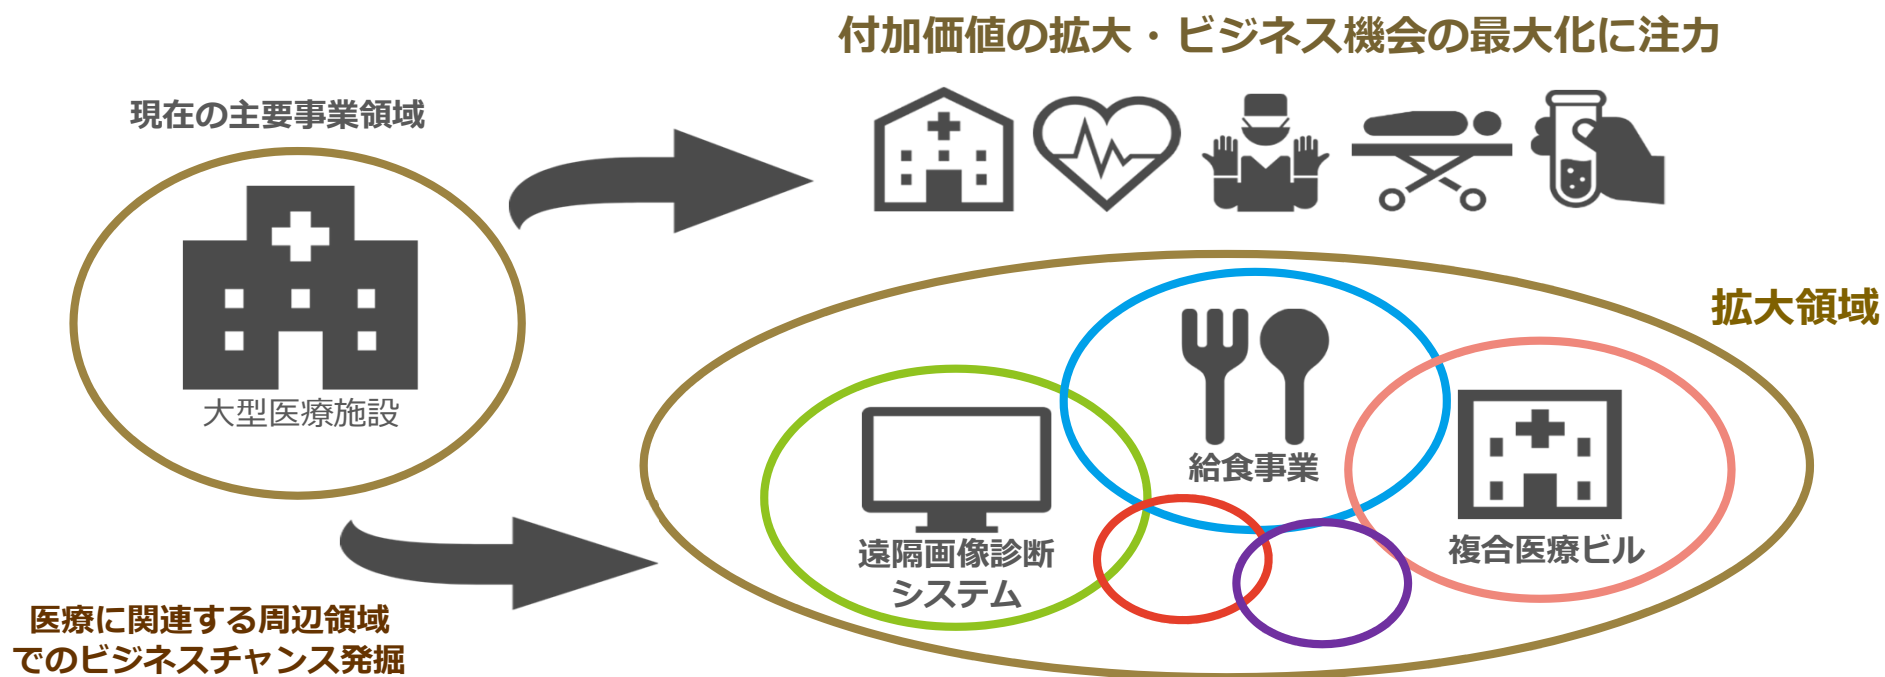 付加価値の拡大・ビジネス機会の最大化に注力
現在の主要事業領域
大型医療施設
拡大領域
給食事業
遠隔画像診断
システム
複合医療ビル
医療に関連する周辺領域
でのビジネスチャンス発掘